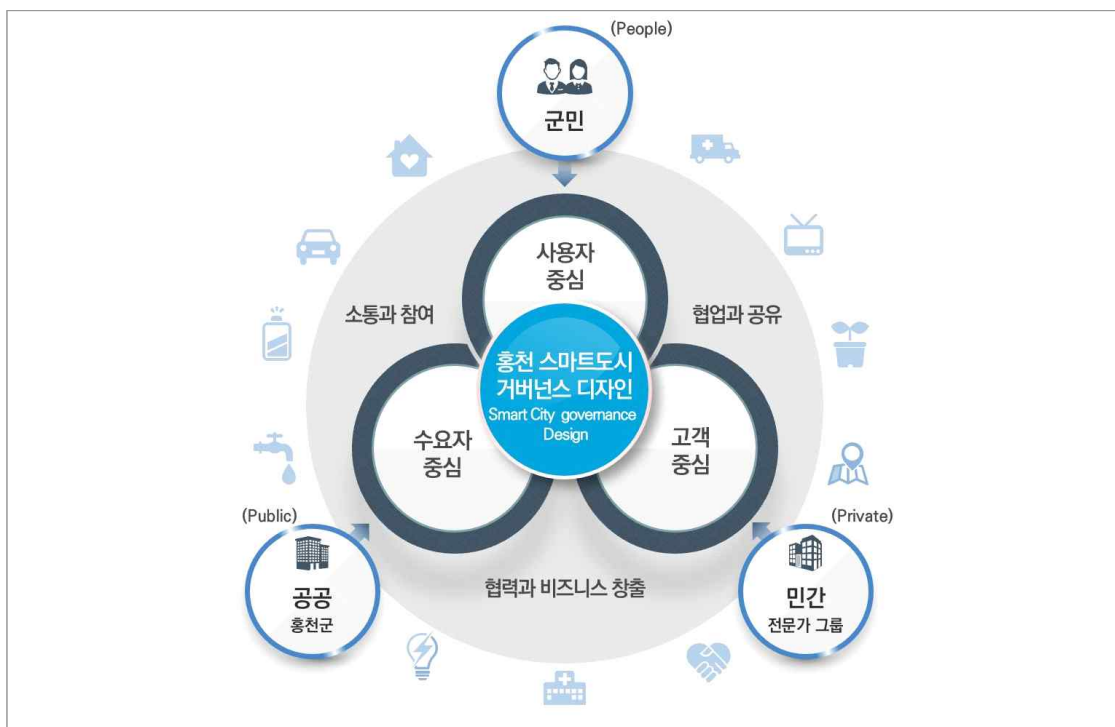 (People)
군민
사용자
중심
소통과 참여
협업과 공유
홍천 스마트도시
거버넌스 디자인
Smart City governance
Design
수요자
중심
고객
중심
(Public)
(Private)
공공
홍천군
협력과 비즈니스 창출
민간
전문가 그룹